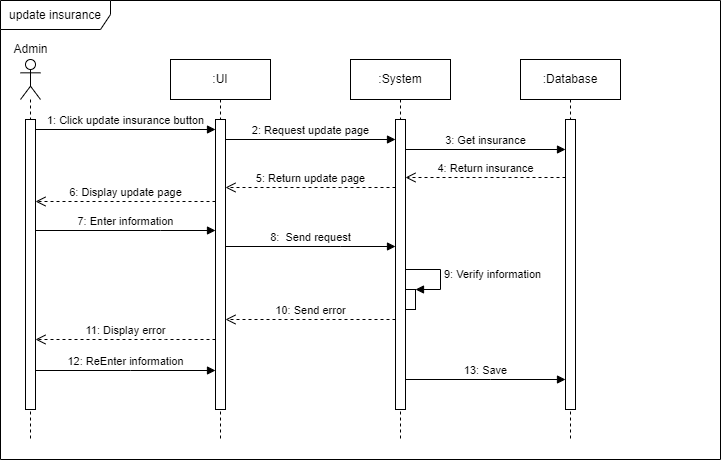 update insurance
Admin
:UI
:System
:Database
1: Click update insurance button
2: Request update page
3: Get insurance
4: Return insurance
5: Return update page
6: Display update page
7: Enter information
8:  Send request
9: Verify information
10: Send error
11: Display error
12: ReEnter information
13: Save